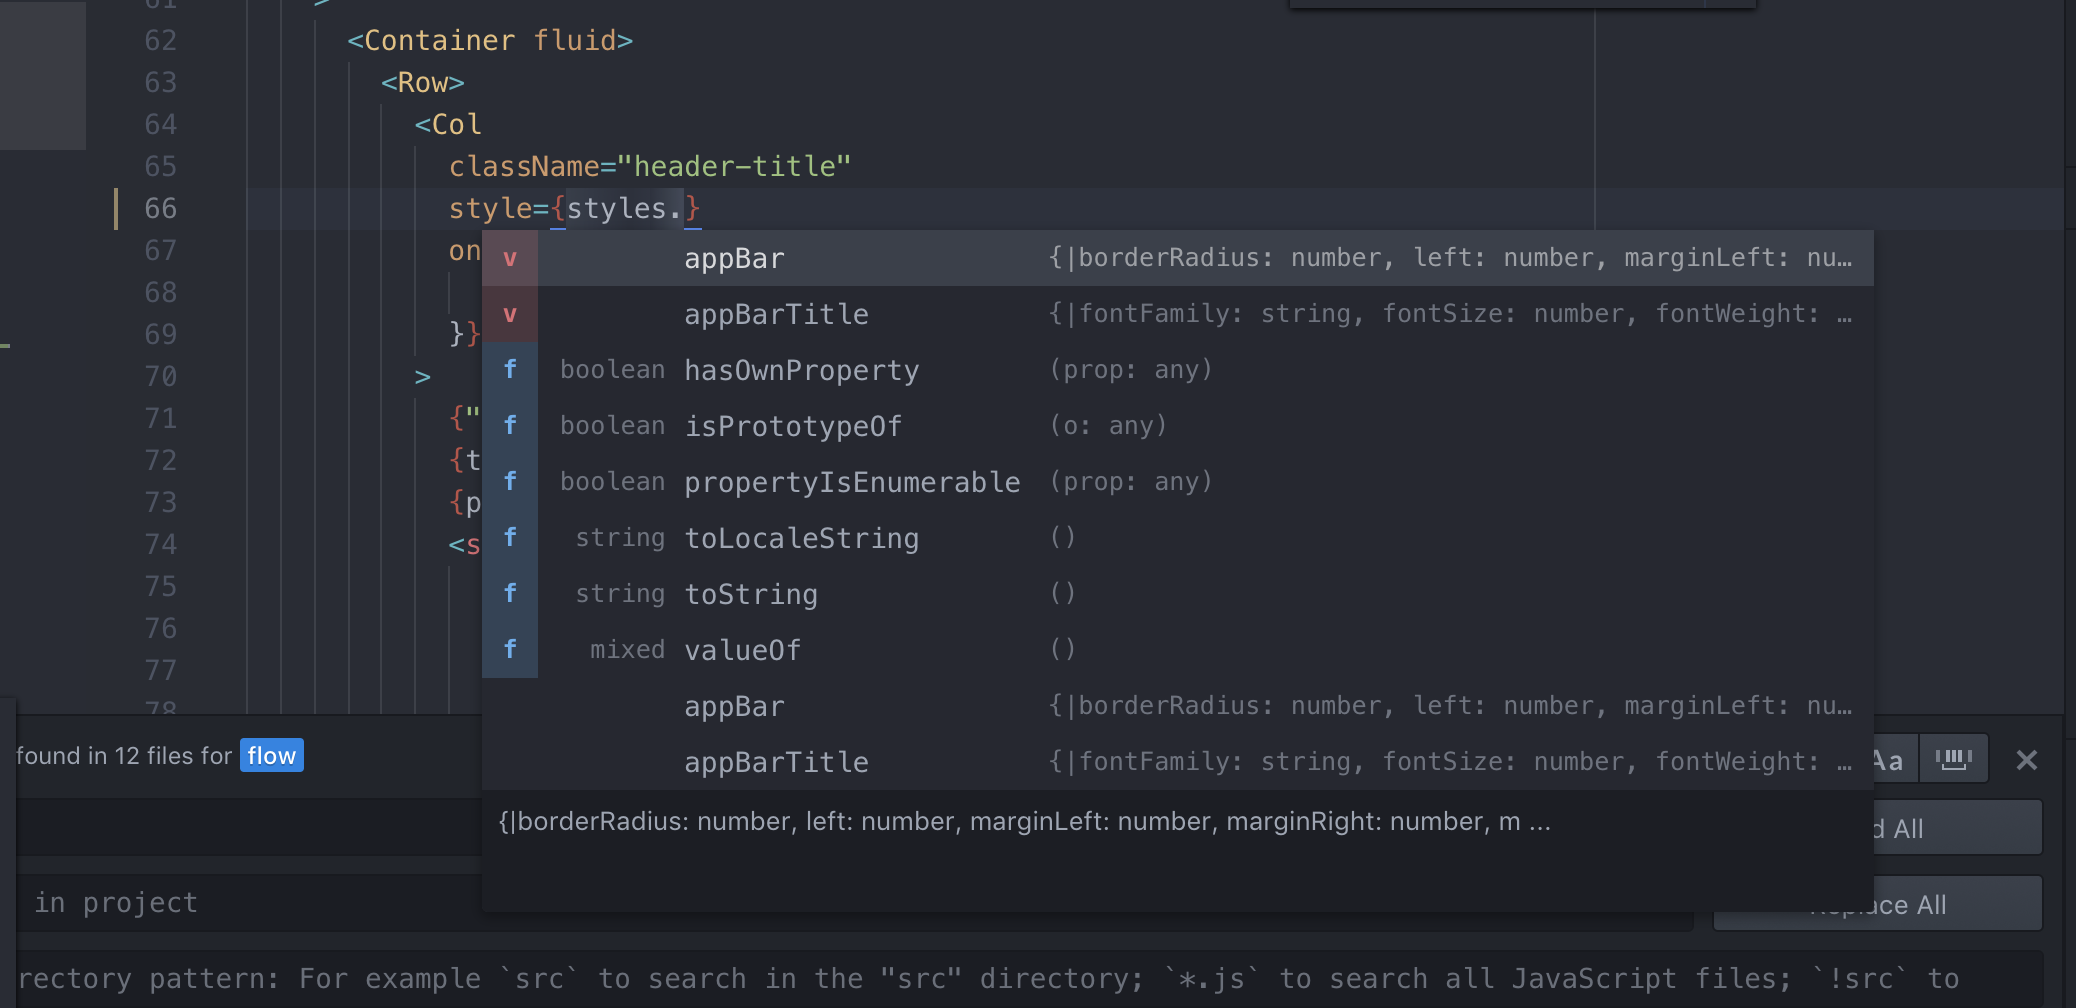 61 >
62 <Container fluid>
63 <Row>
64 <Col
65 className="header-title"
66 style={styles.}
67 on
68
69 }}
70 >
71 {"
72 {t
73 {p
74 <s
75
76
77
78
v appBar {|borderRadius: number, left: number, marginLeft: nu…
v appBarTitle {|fontFamily: string, fontSize: number, fontWeight: …
f boolean hasOwnProperty (prop: any)
f boolean isPrototypeOf (o: any)
f boolean propertyIsEnumerable (prop: any)
f string toLocaleString ()
f string toString ()
f mixed valueOf ()
appBar {|borderRadius: number, left: number, marginLeft: nu…
appBarTitle {|fontFamily: string, fontSize: number, fontWeight: …
{|borderRadius: number, left: number, marginLeft: number, marginRight: number, m ...
found in 12 files for flow
Aa
d All
in project
Replace All
rectory pattern: For example `src` to search in the "src" directory; `*.js` to search all JavaScript files; `!src` to